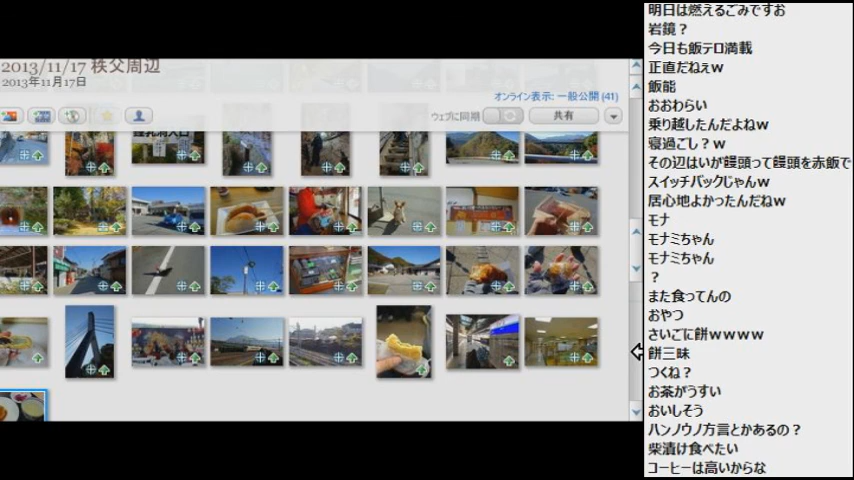 2013/11/17 秩父周辺
2013年11月17日
オンライン表示: 一般公開 (41)
ウェブに同期
共有
明日は燃えるごみですお
岩鏡？
今日も飯テロ満載
正直だねぇw
飯能
おおわらい
乗り越したんだよねw
寝過ごし？w
その辺はいが饅頭って饅頭を赤飯で
スイッチバックじゃんw
居心地よかったんだねw
モナ
モナミちゃん
モナミちゃん
？
また食ってんの
おやつ
さいごに餅ｗｗｗｗ
餅三昧
つくね？
お茶がうすい
おいしそう
ハンノウノ方言とかあるの？
柴漬け食べたい
コーヒーは高いからな